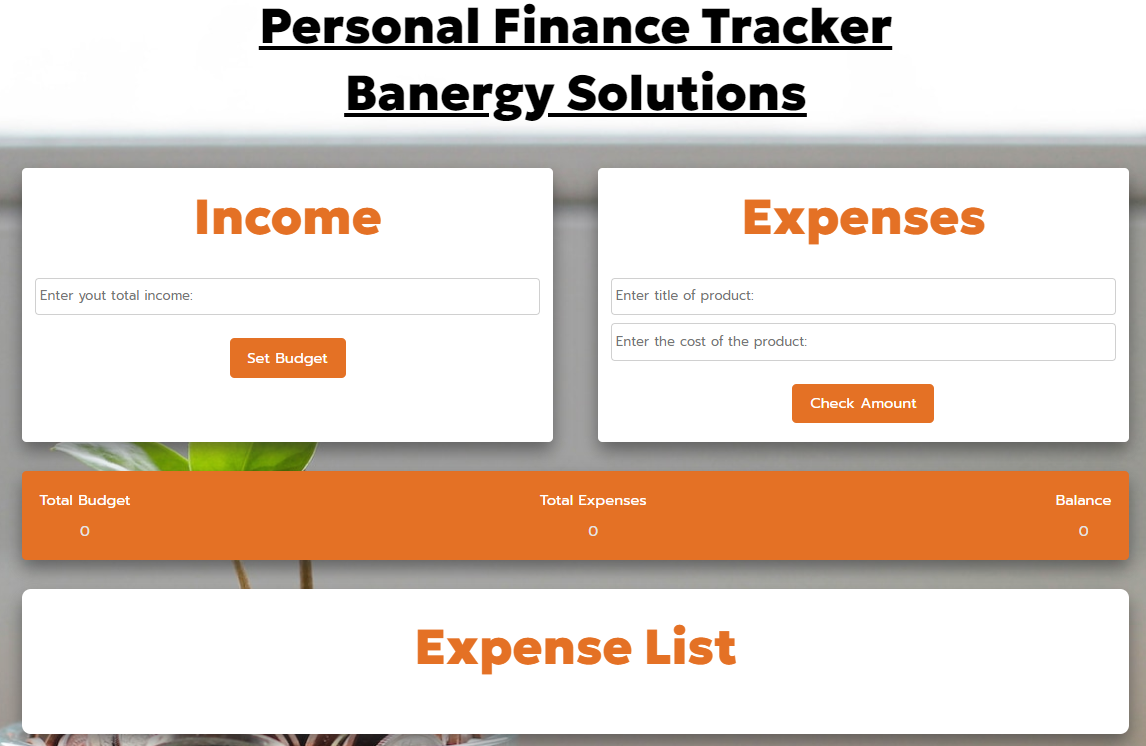 Personal Finance Tracker
Banergy Solutions
Income
Enter yout total income:
Set Budget
Expenses
Enter title of product:
Enter the cost of the product:
Check Amount
Total Budget
0
Total Expenses
0
Balance
0
Expense List